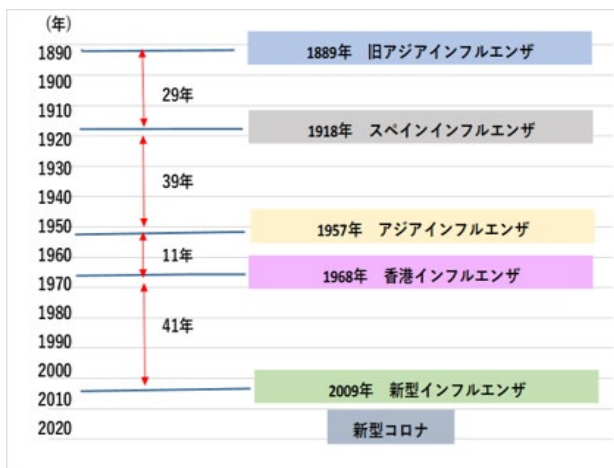 (年)
1890
1889年 旧アジアインフルエンザ
1900
29年
1910
1918年 スペインインフルエンザ
1920
1930
39年
1940
1950
1957年 アジアインフルエンザ
1960
11年
1968年 香港インフルエンザ
1970
1980
41年
1990
2000
2009年 新型インフルエンザ
2010
2020
新型コロナ